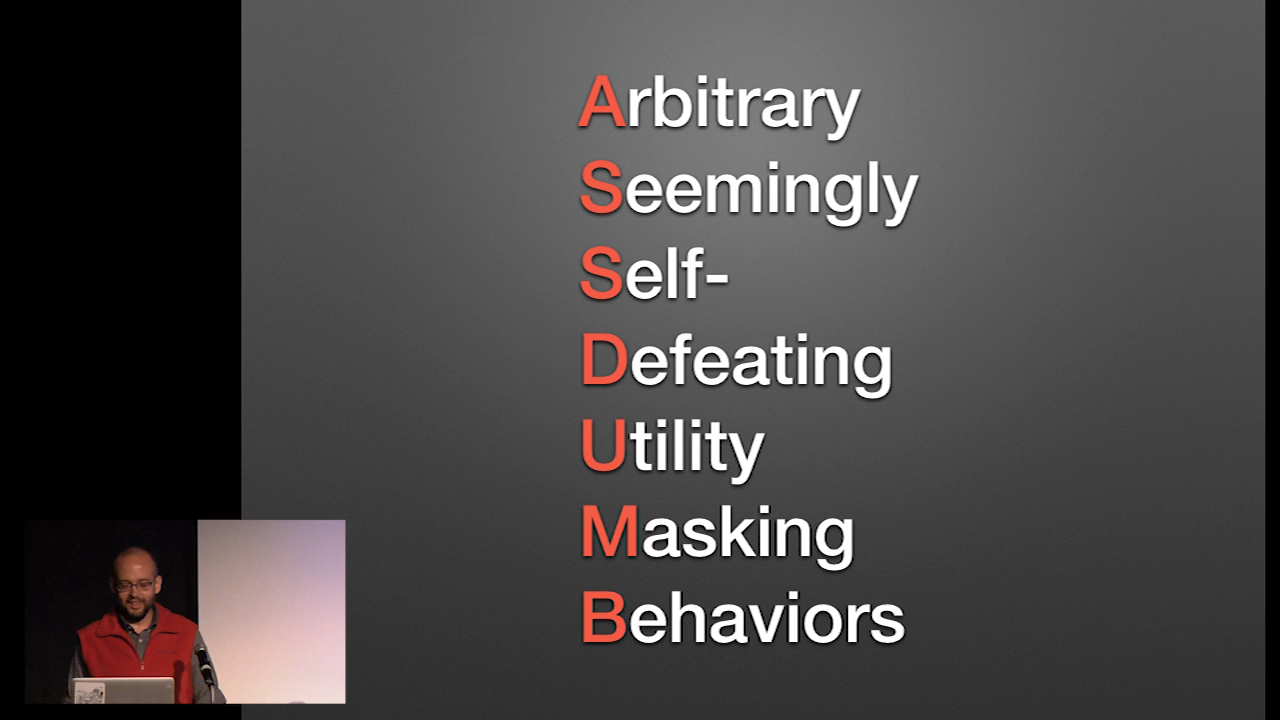 Arbitrary
Seemingly
Self-
Defeating
Utility
Masking
Behaviors